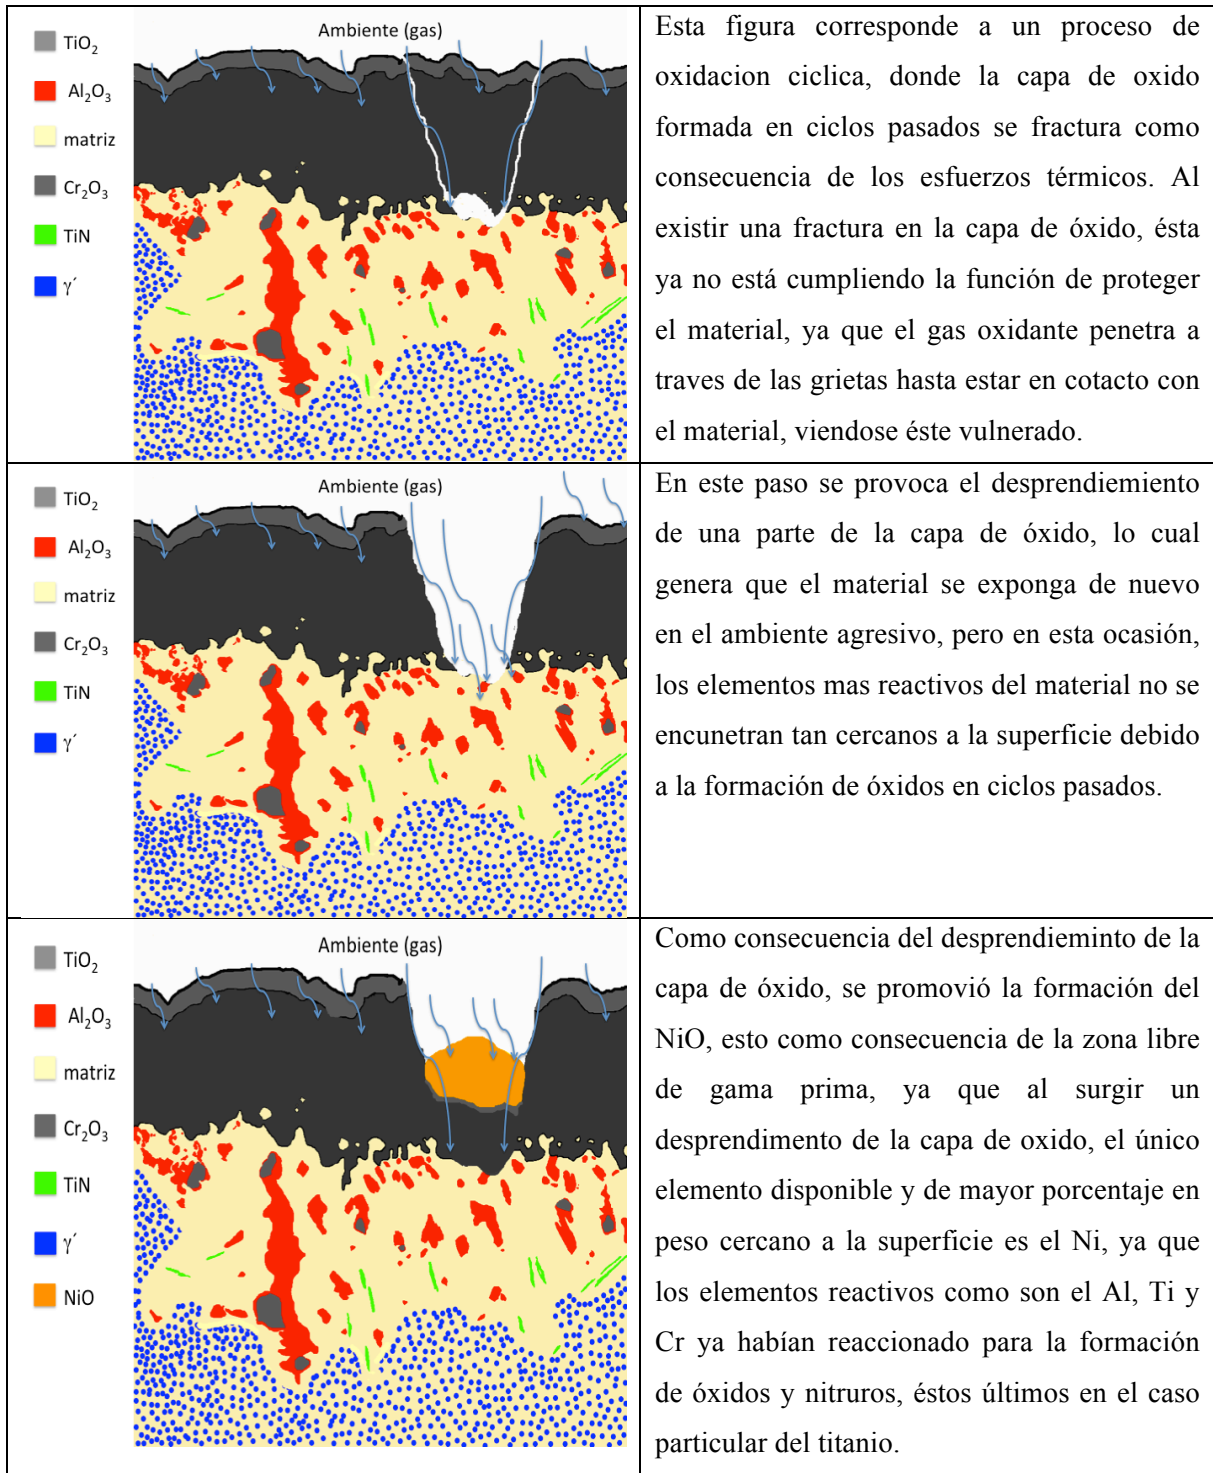 Ambiente (gas)
TiO2
Al2O3
matriz
Cr2O3
TiN
γ´
Esta figura corresponde a un proceso de
oxidacion ciclica, donde la capa de oxido
formada en ciclos pasados se fractura como
consecuencia de los esfuerzos térmicos. Al
existir una fractura en la capa de óxido, ésta
ya no está cumpliendo la función de proteger
el material, ya que el gas oxidante penetra a
traves de las grietas hasta estar en cotacto con
el material, viendose éste vulnerado.
Ambiente (gas)
TiO2
Al2O3
matriz
Cr2O3
TiN
γ´
En este paso se provoca el desprendiemiento
de una parte de la capa de óxido, lo cual
genera que el material se exponga de nuevo
en el ambiente agresivo, pero en esta ocasión,
los elementos mas reactivos del material no se
encunetran tan cercanos a la superficie debido
a la formación de óxidos en ciclos pasados.
Ambiente (gas)
TiO2
Al2O3
matriz
Cr2O3
TiN
γ´
NiO
Como consecuencia del desprendieminto de la
capa de óxido, se promovió la formación del
NiO, esto como consecuencia de la zona libre
de gama prima, ya que al surgir un
desprendimento de la capa de oxido, el único
elemento disponible y de mayor porcentaje en
peso cercano a la superficie es el Ni, ya que
los elementos reactivos como son el Al, Ti y
Cr ya habían reaccionado para la formación
de óxidos y nitruros, éstos últimos en el caso
particular del titanio.